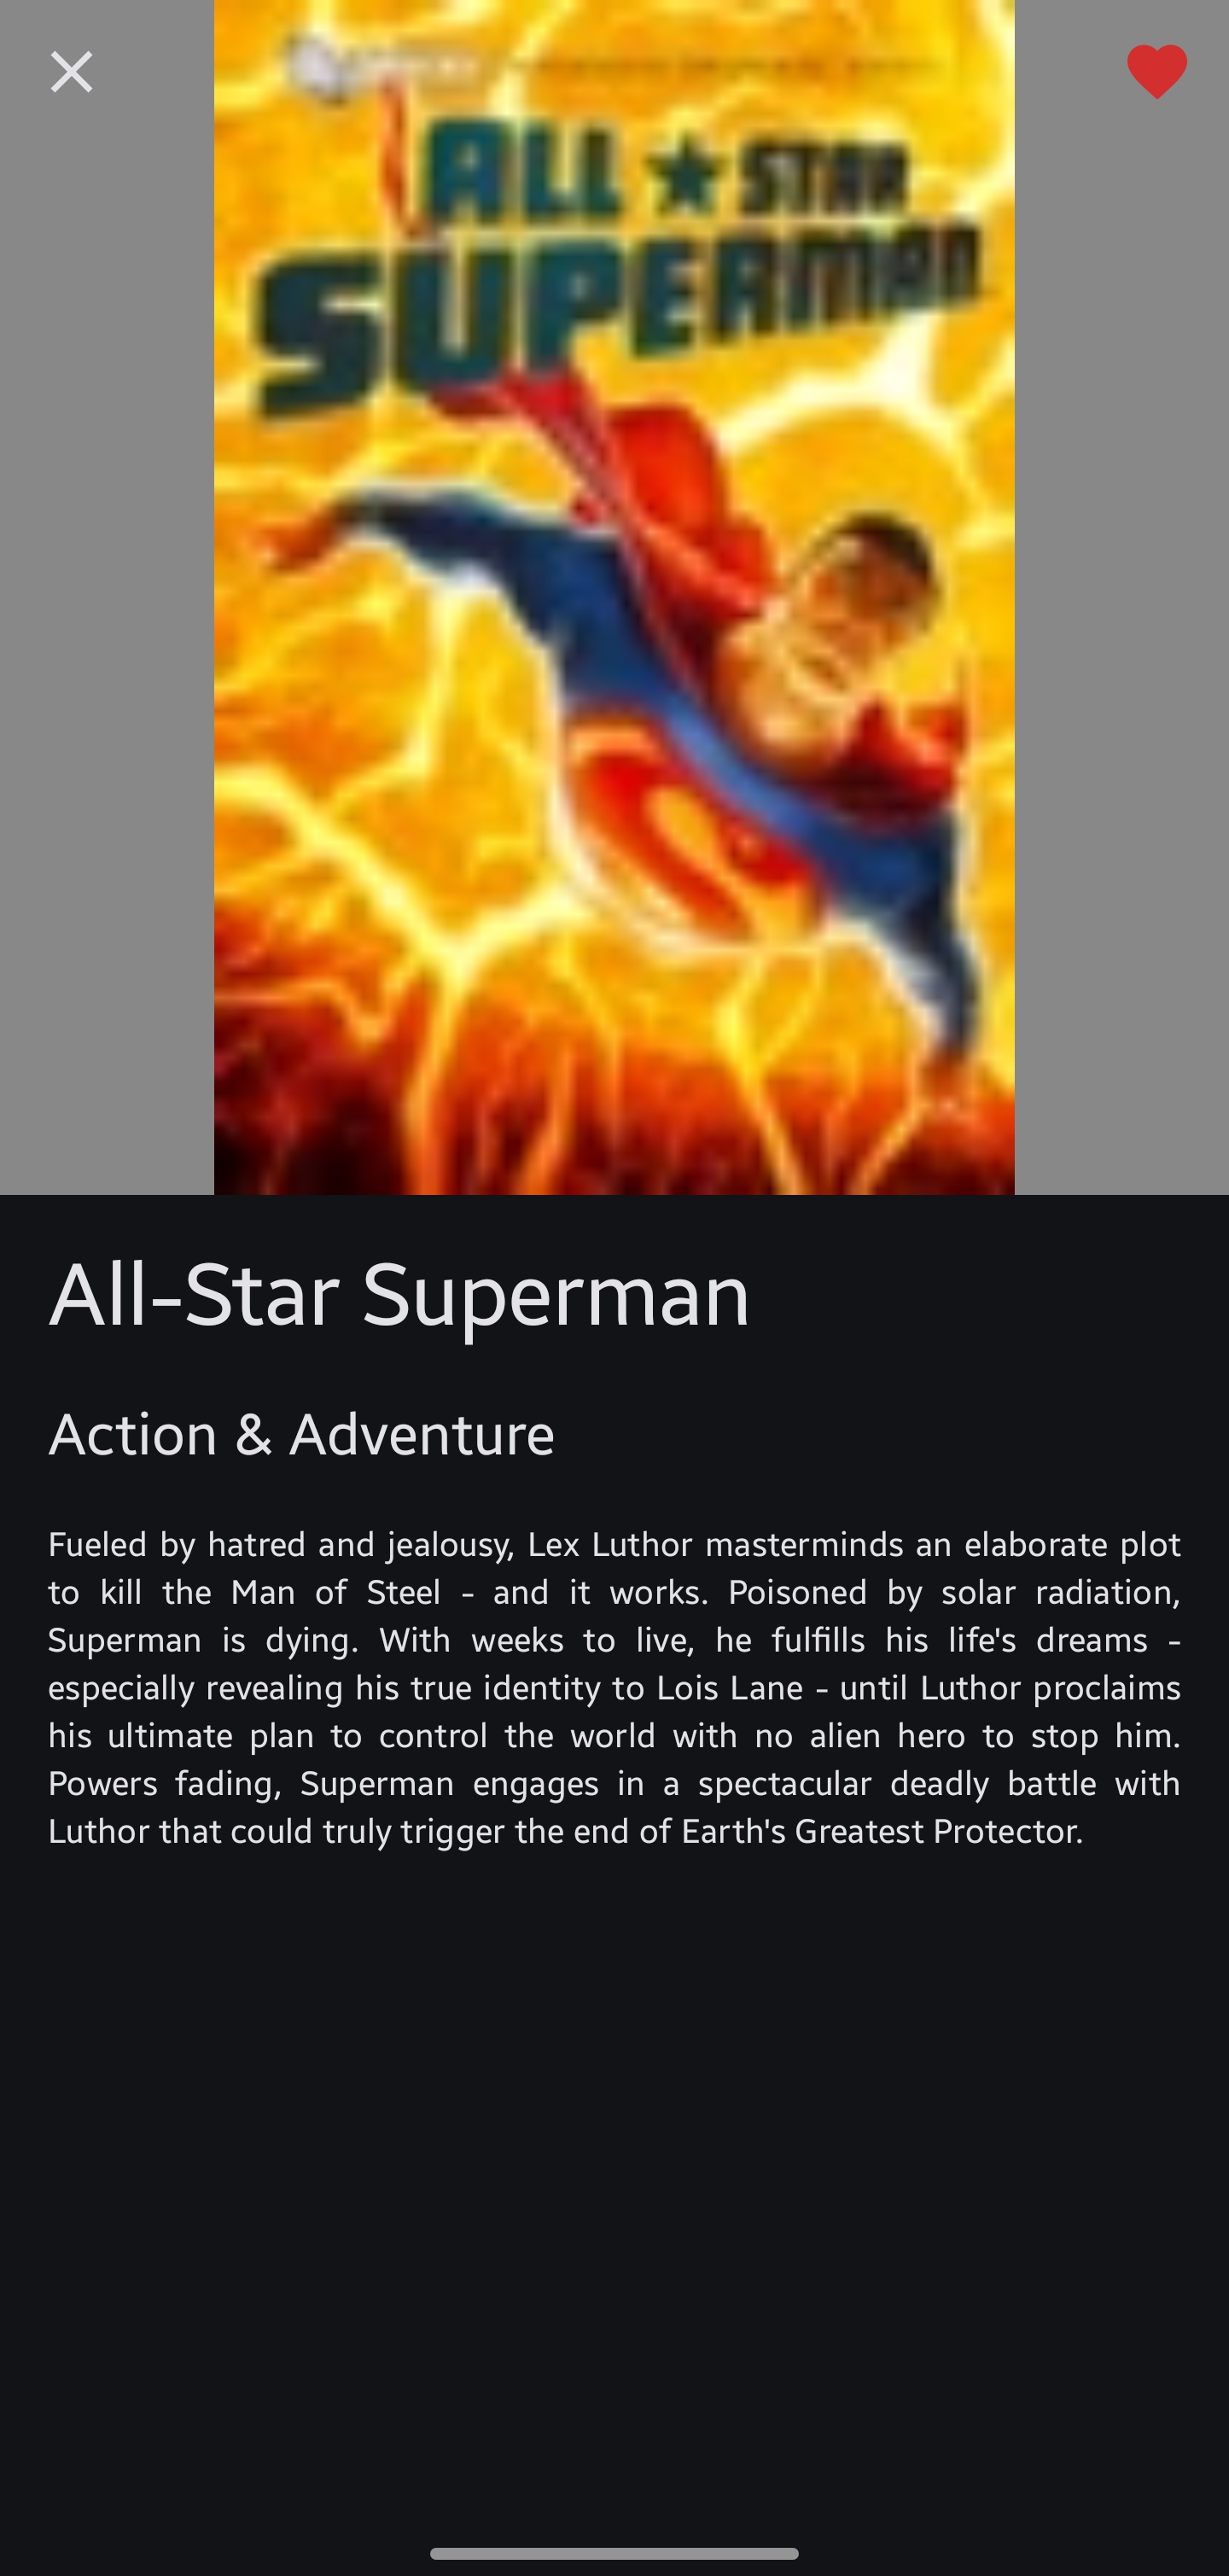 ALL ★ STAR
SUPERMAN
All-Star Superman
Action & Adventure
Fueled by hatred and jealousy, Lex Luthor masterminds an elaborate plot
to kill the Man of Steel - and it works. Poisoned by solar radiation,
Superman is dying. With weeks to live, he fulfills his life's dreams -
especially revealing his true identity to Lois Lane - until Luthor proclaims
his ultimate plan to control the world with no alien hero to stop him.
Powers fading, Superman engages in a spectacular deadly battle with
Luthor that could truly trigger the end of Earth's Greatest Protector.